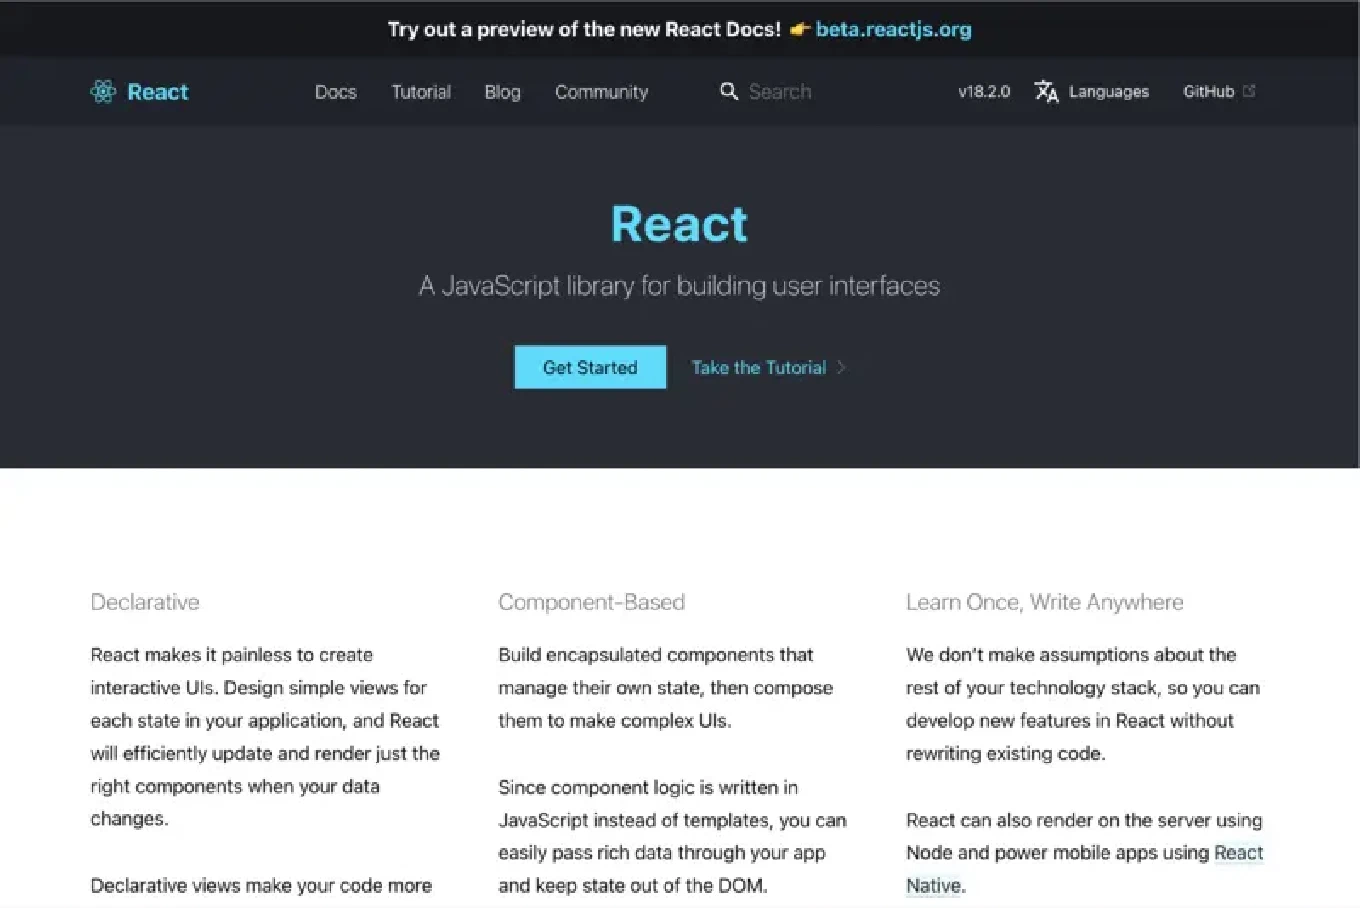 Try out a preview of the new React Docs! 👉 beta.reactjs.org
React Docs Tutorial Blog Community Search v18.2.0 Languages GitHub
React
A JavaScript library for building user interfaces
Get Started Take the Tutorial
Declarative
React makes it painless to create
interactive UIs. Design simple views for
each state in your application, and React
will efficiently update and render just the
right components when your data
changes.
Declarative views make your code more
Component-Based
Build encapsulated components that
manage their own state, then compose
them to make complex UIs.
Since component logic is written in
JavaScript instead of templates, you can
easily pass rich data through your app
and keep state out of the DOM.
Learn Once, Write Anywhere
We don't make assumptions about the
rest of your technology stack, so you can
develop new features in React without
rewriting existing code.
React can also render on the server using
Node and power mobile apps using React
Native.